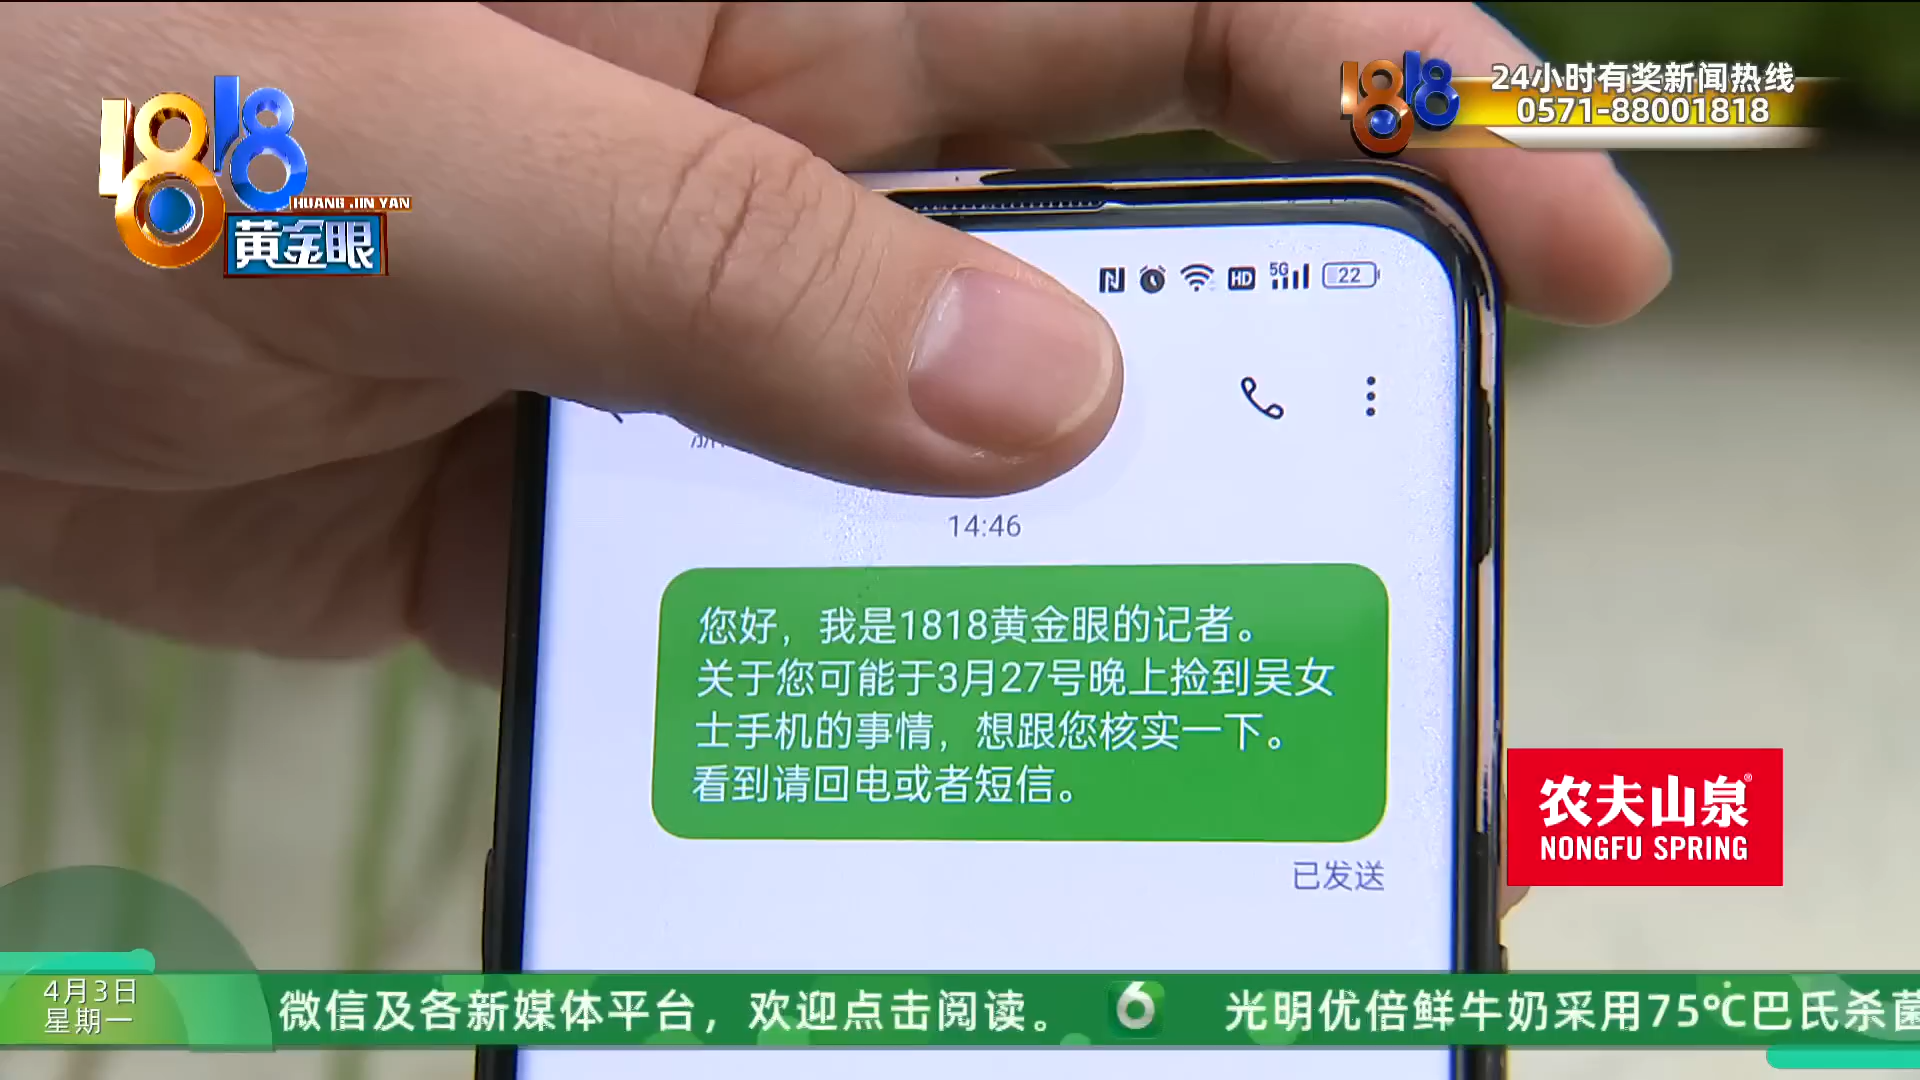 1818
HUANG JIN YAN
黄金眼
1818
24小时有奖新闻热线
0571-88001818
HD
5G
22
14:46
您好，我是1818黄金眼的记者。
关于您可能于3月27号晚上捡到吴女
士手机的事情，想跟您核实一下。
看到请回电或者短信。
已发送
农夫山泉®
NONGFU SPRING
4月3日
星期一
微信及各新媒体平台，欢迎点击阅读。
6
光明优倍鲜牛奶采用75℃巴氏杀菌